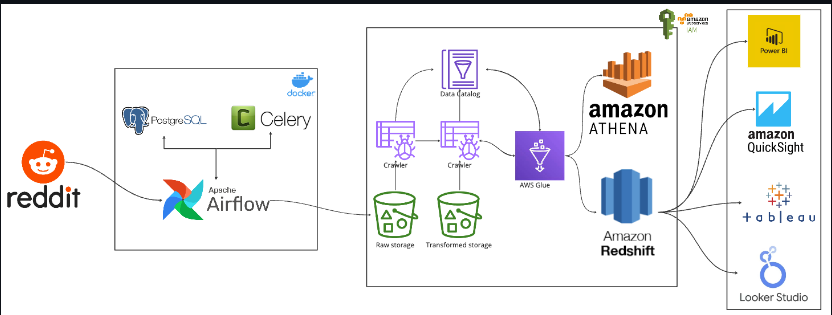 reddit
docker
PostgreSQL
Celery
Apache
Airflow
amazon
IAM
Data Catalog
Crawler
Crawler
Raw storage
Transformed storage
AWS Glue
amazon
ATHENA
Amazon
Redshift
Power BI
amazon
QuickSight
tableau
Looker Studio